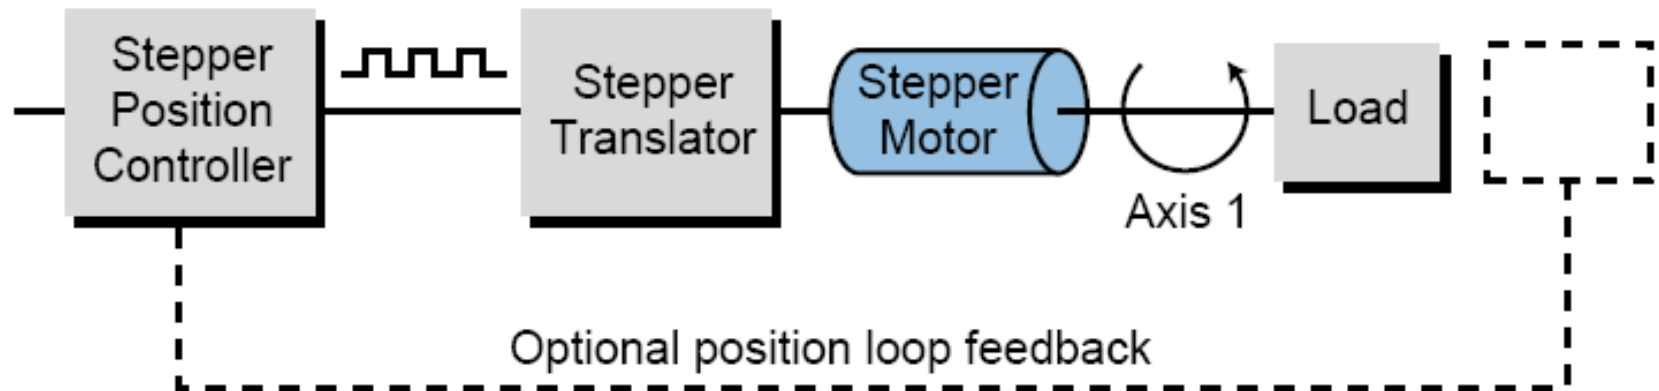 Stepper
Position
Controller
Stepper
Translator
Stepper
Motor
Axis 1
Load
Optional position loop feedback